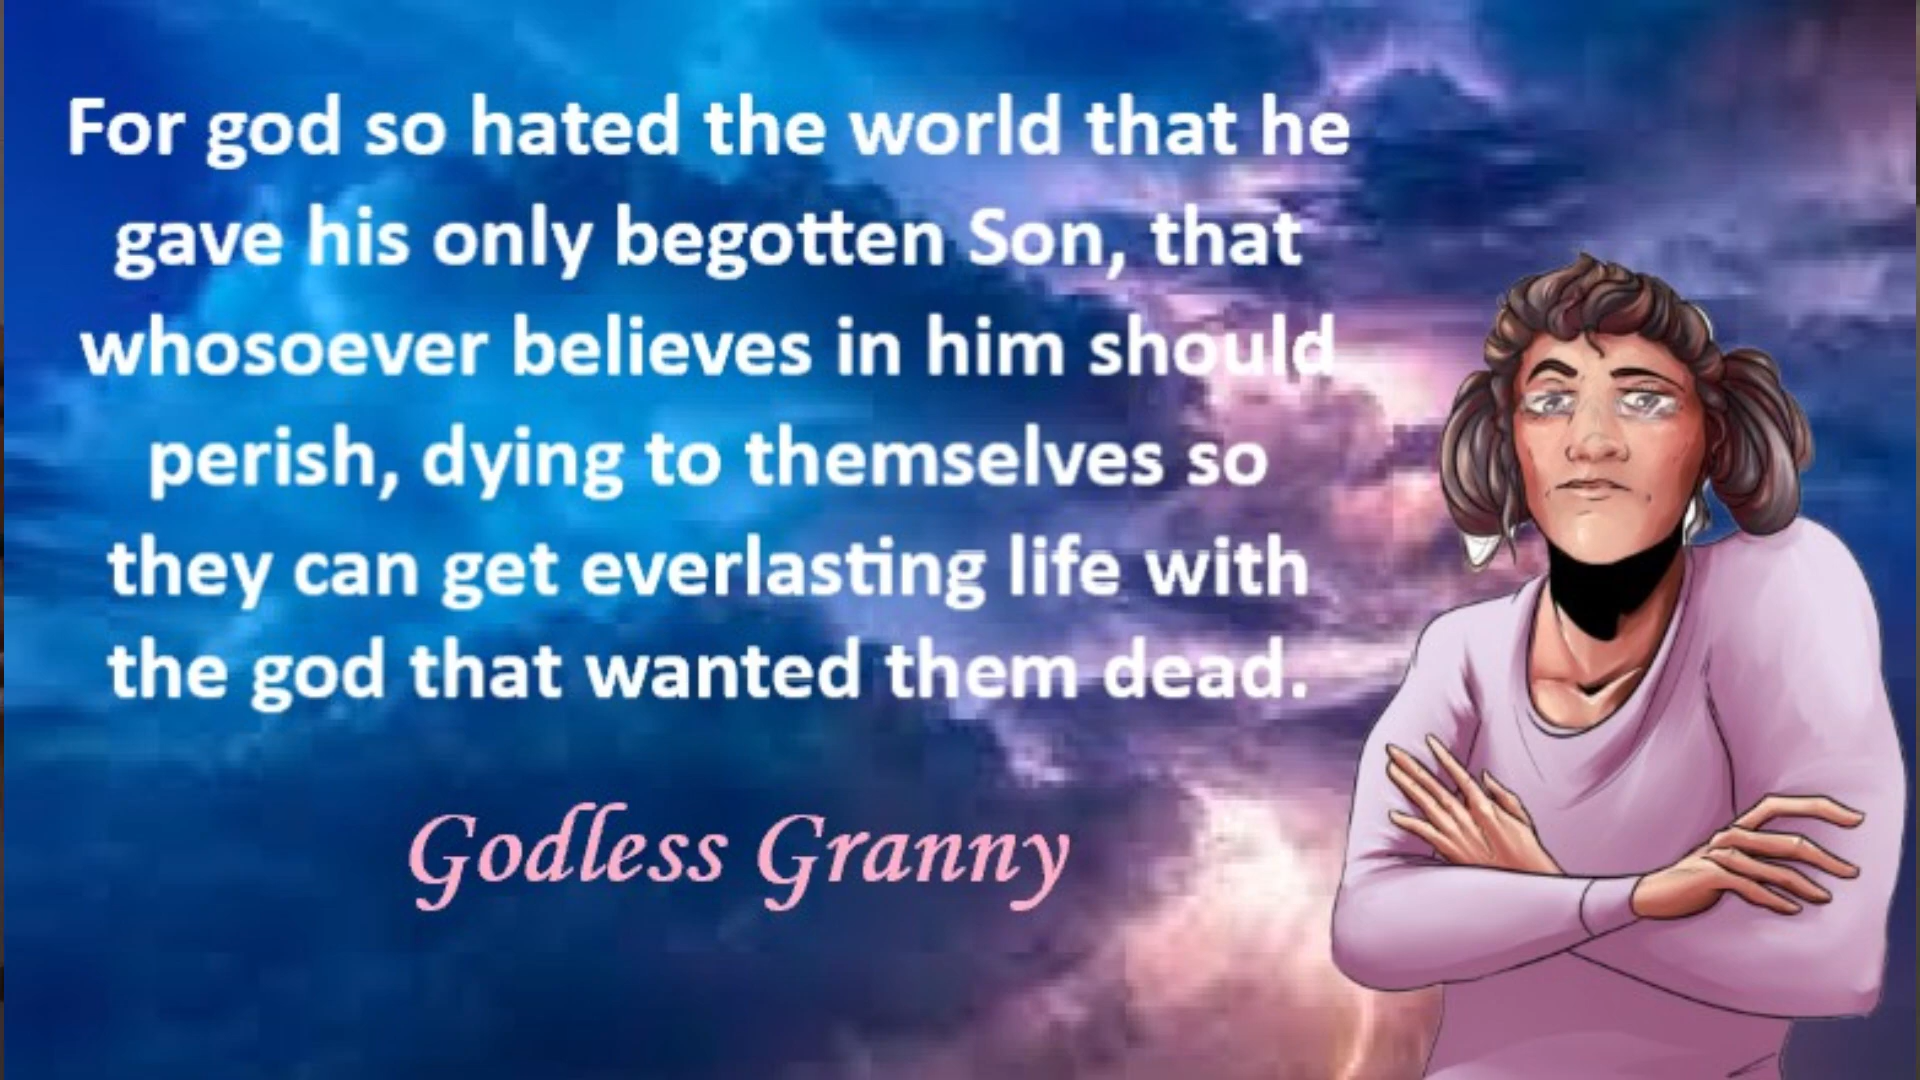 For god so hated the world that he
gave his only begotten Son, that
whosoever believes in him should
perish, dying to themselves so
they can get everlasting life with
the god that wanted them dead.
Godless Granny